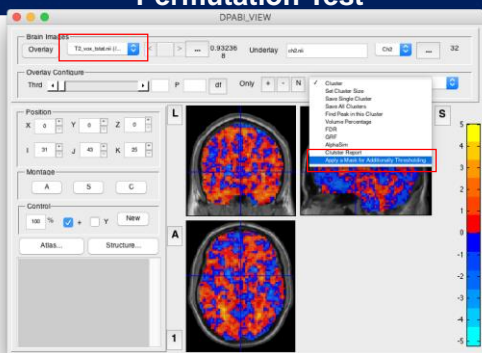 Permutation Test
DPABI_VIEW
Brain Images
Overlay T2_vox_total.nii (/... < > ... 0.93236 8 Underlay ch2.nii Ch2 ... 32
Overlay Configure
Thrd P df Only + - N
✓ Cluster
Set Cluster Size
Save Single Cluster
Save All Clusters
Find Peak in this Cluster
Volume Percentage
FDR
GRF
AlphaSim
Cluster Report
Apply a Mask for Additionally Thresholding
Position
X 0 Y 0 Z 0
I 31 J 43 K 25
Montage
A S C
Control
100 % + Y New
Atlas... Structure...
L
S
A
1
5
4
3
2
1
0
-1
-2
-3
-4
-5